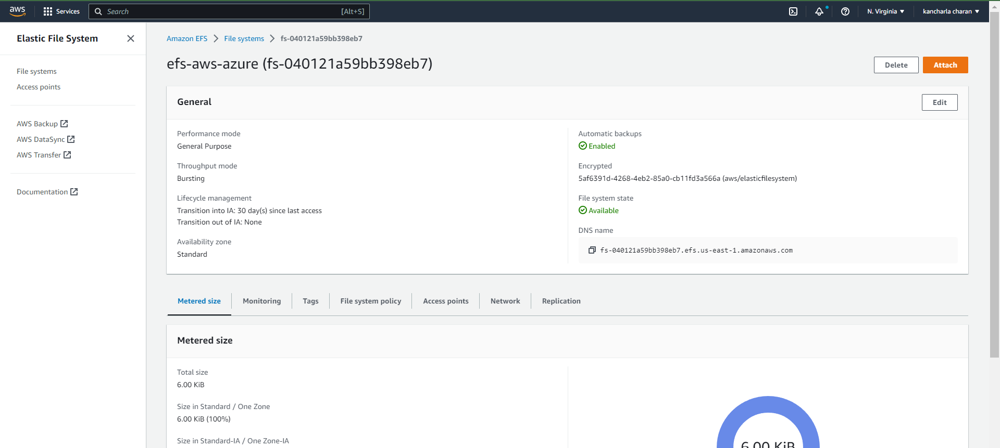 aws
Services
Search
[Alt+S]
N. Virginia
kancharla charan
Elastic File System
File systems
Access points
AWS Backup
AWS DataSync
AWS Transfer
Documentation
Amazon EFS
File systems
fs-040121a59bb398eb7
efs-aws-azure (fs-040121a59bb398eb7)
Delete
Attach
General
Edit
Performance mode
General Purpose
Throughput mode
Bursting
Lifecycle management
Transition into IA: 30 day(s) since last access
Transition out of IA: None
Availability zone
Standard
Automatic backups
Enabled
Encrypted
5af6391d-4268-4eb2-85a0-cb11fd3a566a (aws/elasticfilesystem)
File system state
Available
DNS name
fs-040121a59bb398eb7.efs.us-east-1.amazonaws.com
Metered size
Monitoring
Tags
File system policy
Access points
Network
Replication
Metered size
Total size
6.00 KiB
Size in Standard / One Zone
6.00 KiB (100%)
Size in Standard-IA / One Zone-IA
6.00 KiB